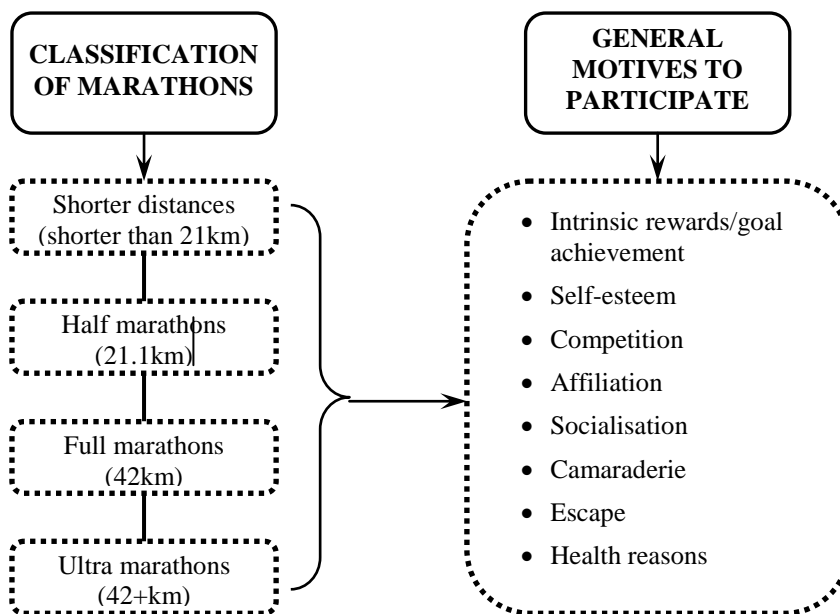 CLASSIFICATION
OF MARATHONS
Shorter distances
(shorter than 21km)
Half marathons
(21.1km)
Full marathons
(42km)
Ultra marathons
(42+km)
GENERAL
MOTIVES TO
PARTICIPATE
• Intrinsic rewards/goal
achievement
• Self-esteem
• Competition
• Affiliation
• Socialisation
• Camaraderie
• Escape
• Health reasons